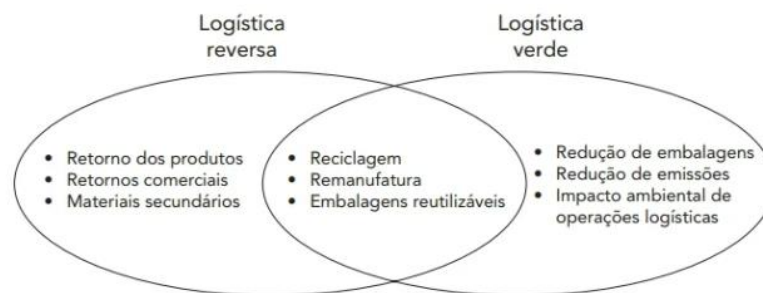 Logística
reversa
Logística
verde
• Retorno dos produtos
• Retornos comerciais
• Materiais secundários
• Reciclagem
• Remanufatura
• Embalagens reutilizáveis
• Redução de embalagens
• Redução de emissões
• Impacto ambiental de
operações logísticas